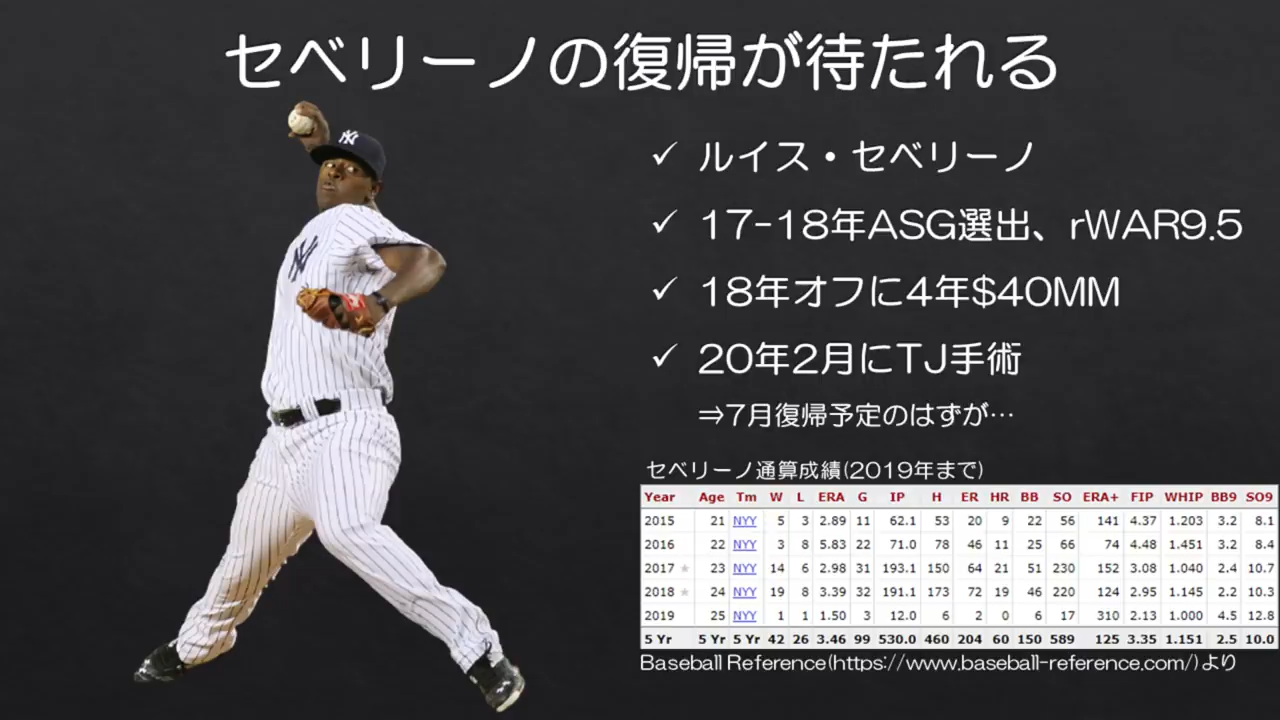 セベリーノの復帰が待たれる
✓ ルイス・セベリーノ
✓ 17-18年ASG選出、rWAR9.5
✓ 18年オフに4年$40MM
✓ 20年2月にTJ手術
⇒7月復帰予定のはずが…
セベリーノ通算成績(2019年まで)
Year Age Tm W L ERA G IP H ER HR BB SO ERA+ FIP WHIP BB9 SO9
2015 21 NYY 5 3 2.89 11 62.1 53 20 9 22 56 141 4.37 1.203 3.2 8.1
2016 22 NYY 3 8 5.83 22 71.0 78 46 11 25 66 74 4.48 1.451 3.2 8.4
2017 ★ 23 NYY 14 6 2.98 31 193.1 150 64 21 51 230 152 3.08 1.040 2.4 10.7
2018 ★ 24 NYY 19 8 3.39 32 191.1 173 72 19 46 220 124 2.95 1.145 2.2 10.3
2019 25 NYY 1 1 1.50 3 12.0 6 2 0 6 17 310 2.13 1.000 4.5 12.8
5 Yr 5 Yr 5 Yr 42 26 3.46 99 530.0 460 204 60 150 589 125 3.35 1.151 2.5 10.0
Baseball Reference(https://www.baseball-reference.com/)より